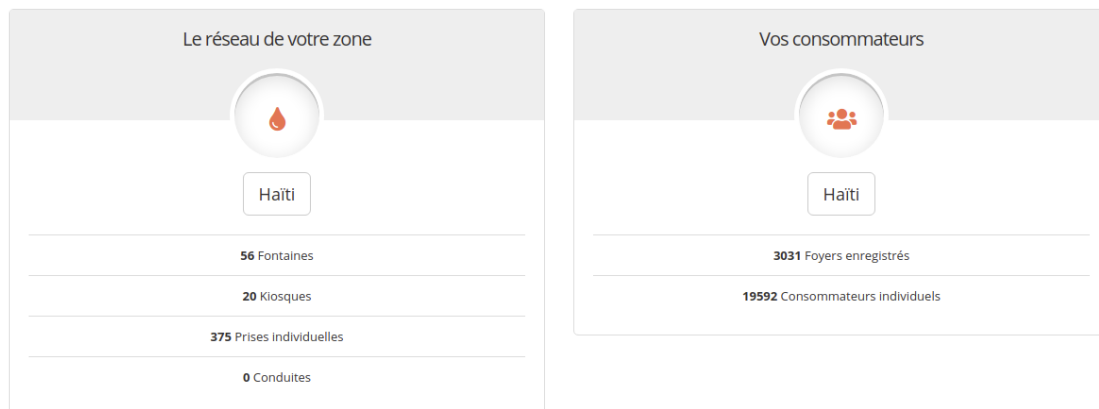 Le réseau de votre zone
Haïti
56 Fontaines
20 Kiosques
375 Prises individuelles
0 Conduites
Vos consommateurs
Haïti
3031 Foyers enregistrés
19592 Consommateurs individuels